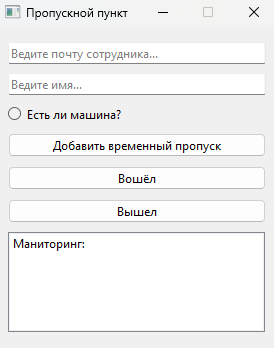 Пропускной пункт
Ведите почту сотрудника...
Ведите имя...
Есть ли машина?
Добавить временный пропуск
Вошёл
Вышел
Маниторинг: